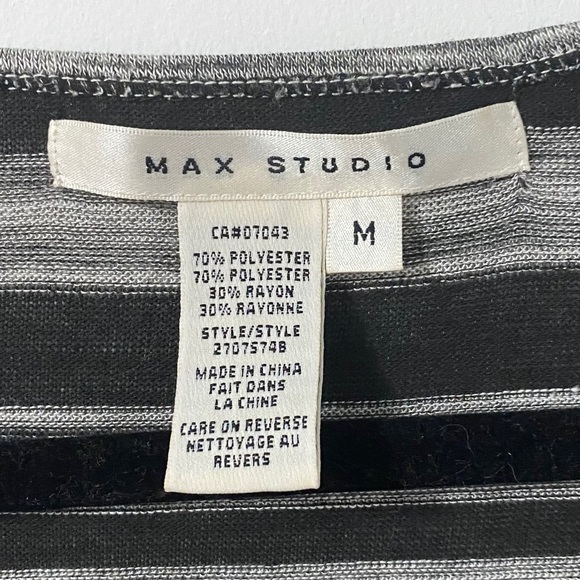 MAX STUDIO
M
CA#07043
70% POLYESTER
70% POLYESTER
30% RAYON
30% RAYONNE
STYLE/STYLE
2707574B
MADE IN CHINA
FAIT DANS
LA CHINE
CARE ON REVERSE
NETTOYAGE AU
REVERS